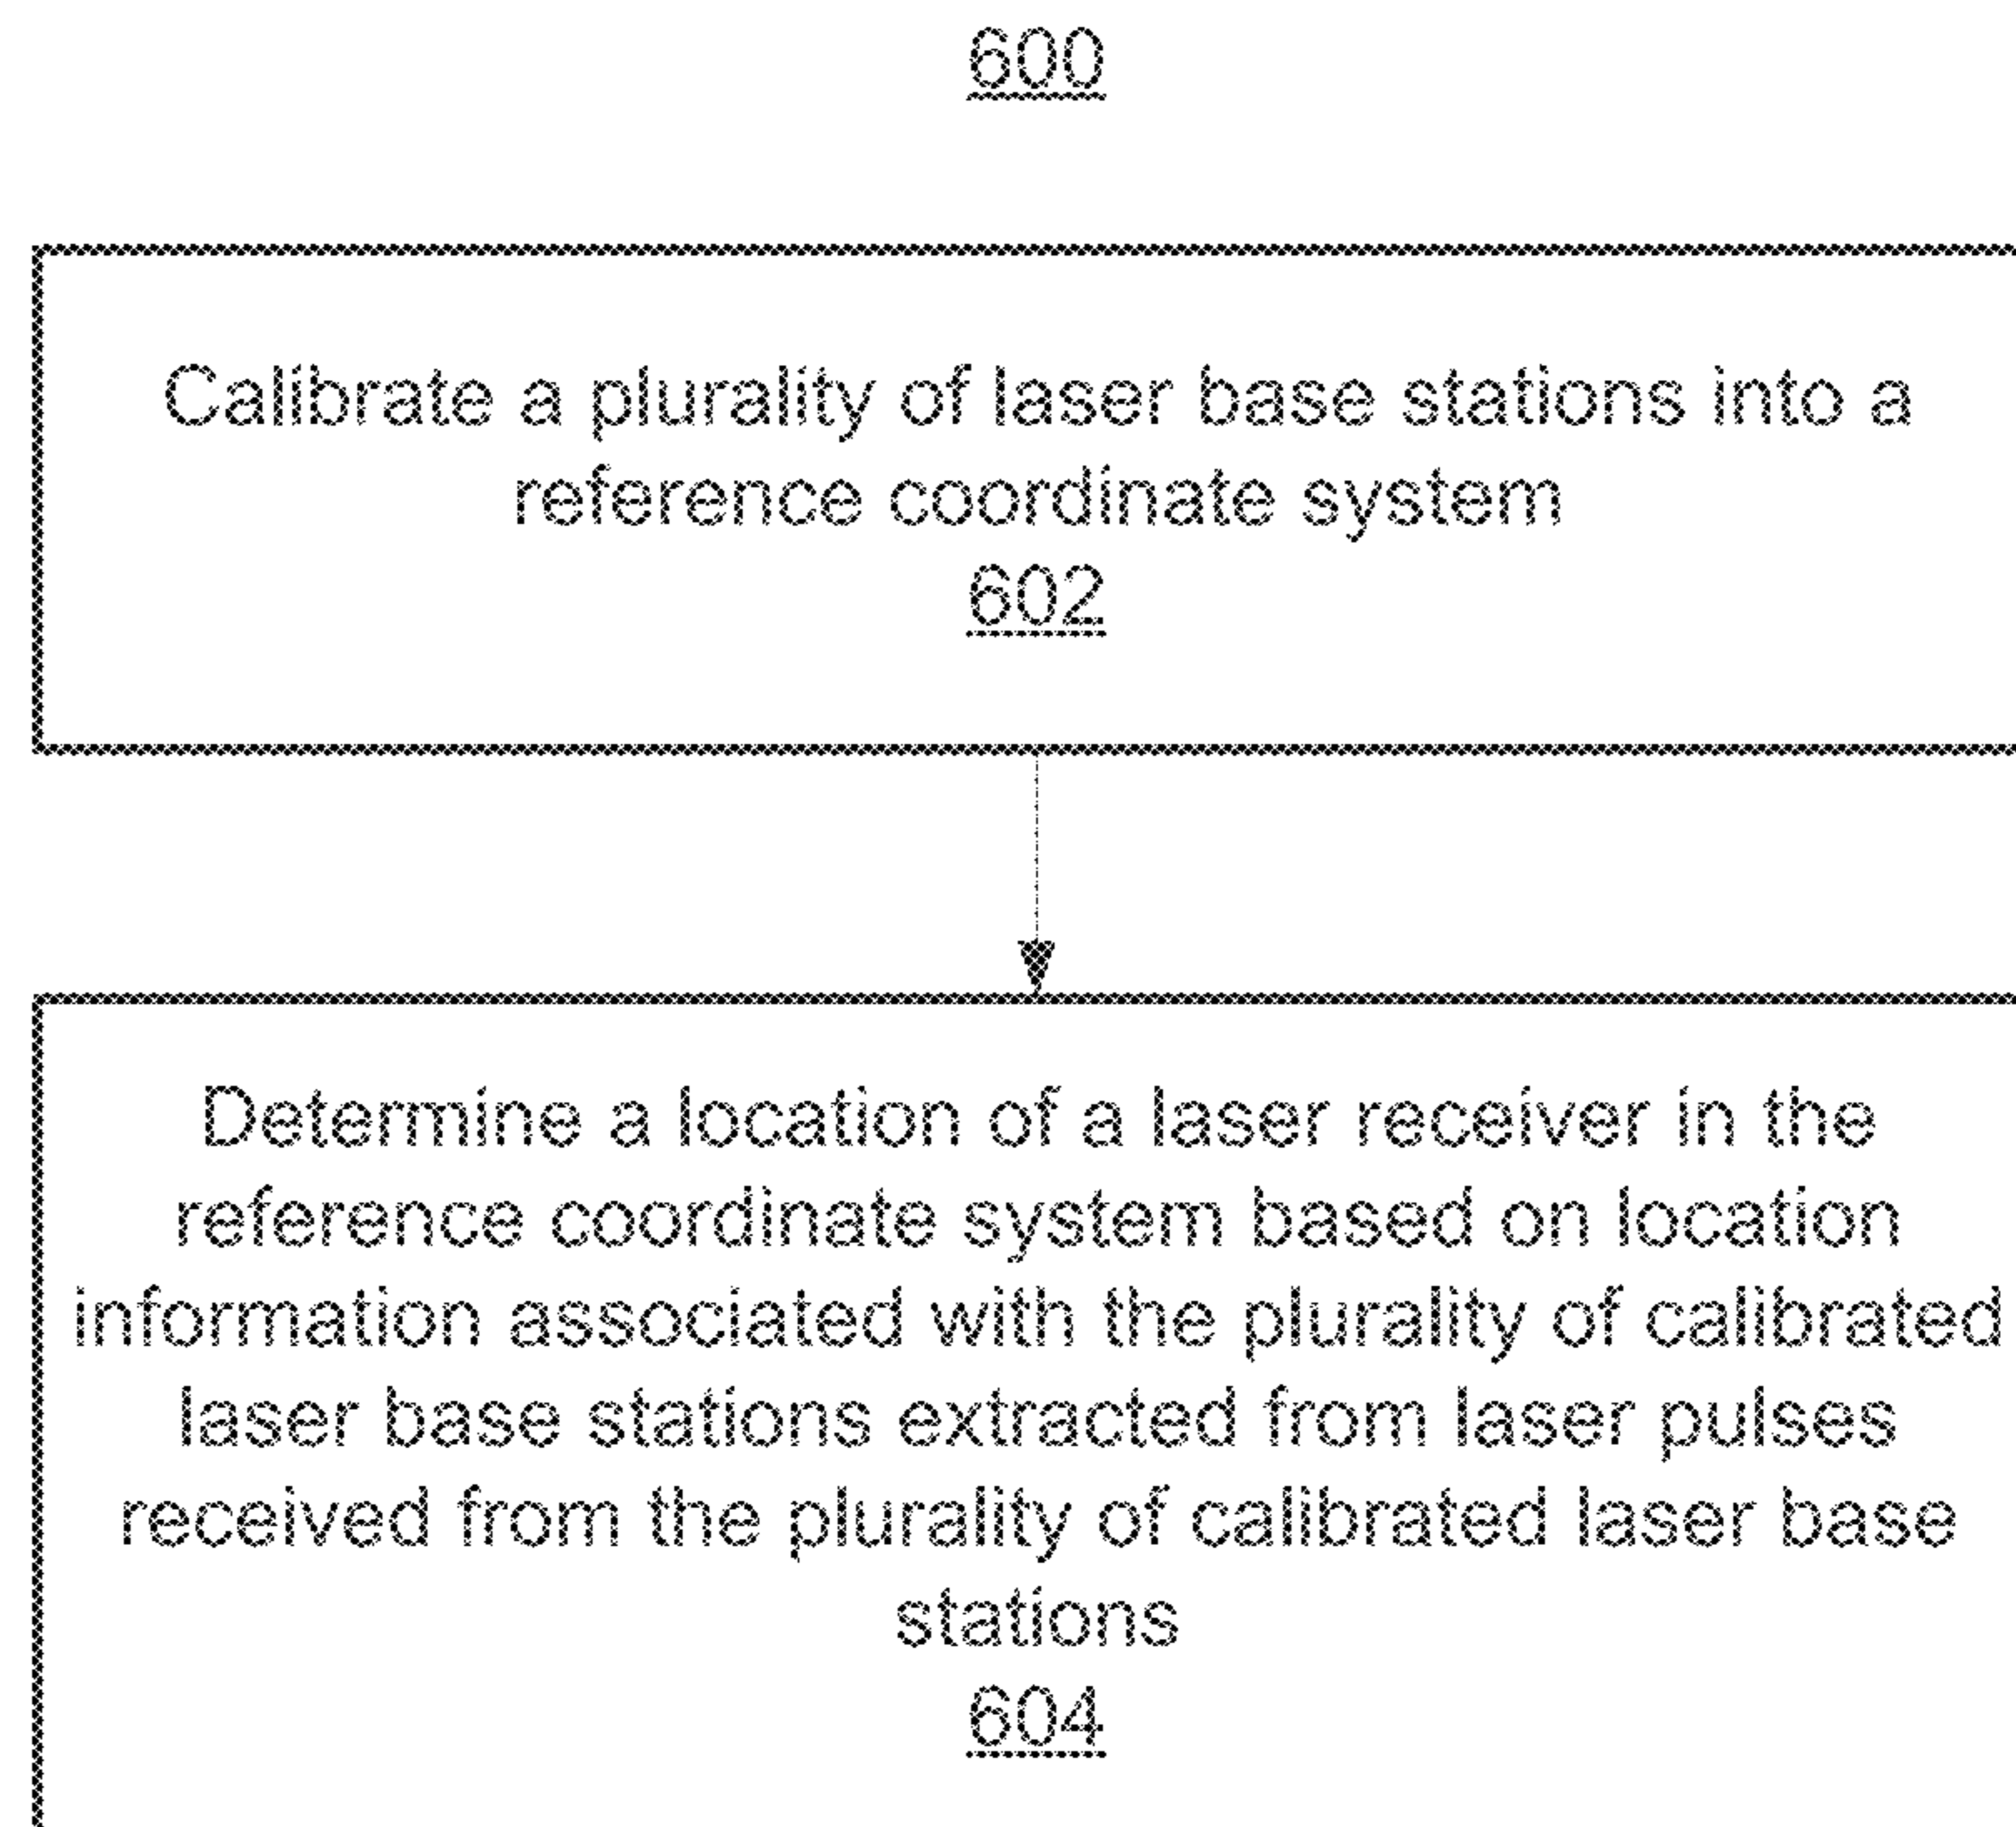 600
Calibrate a plurality of laser base stations into a
reference coordinate system
602
Determine a location of a laser receiver in the
reference coordinate system based on location
information associated with the plurality of calibrated
laser base stations extracted from laser pulses
received from the plurality of calibrated laser base
stations
604